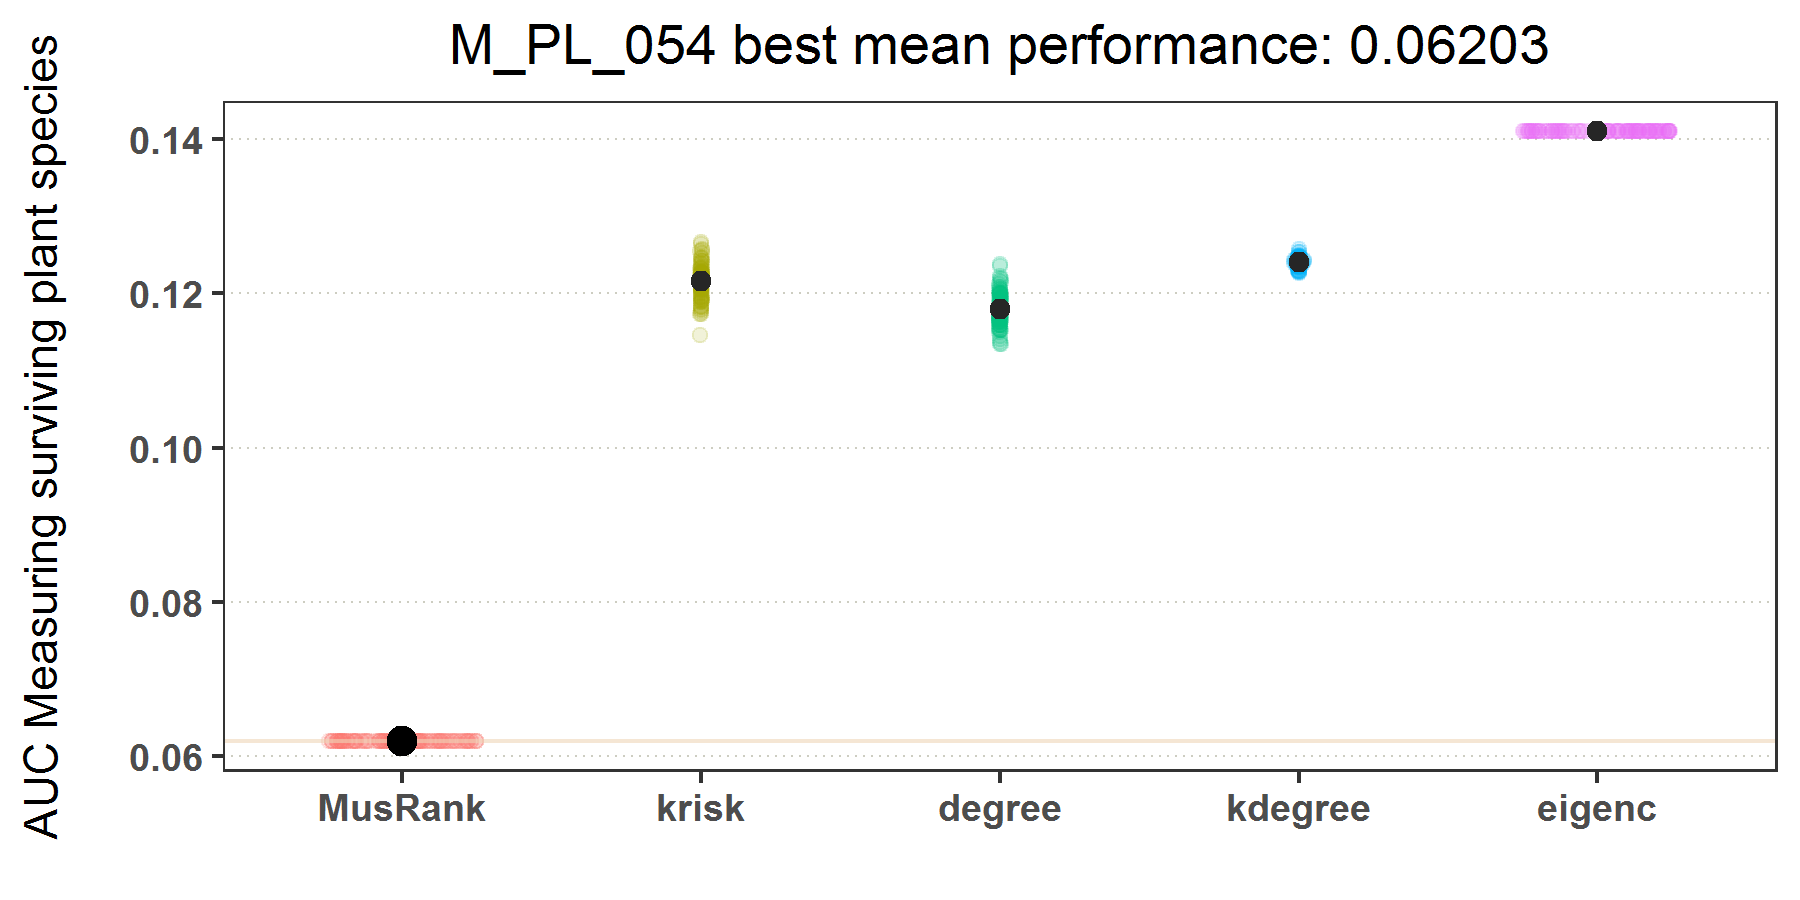 M_PL_054 best mean performance: 0.06203
AUC Measuring surviving plant species
0.14
0.12
0.10
0.08
0.06
MusRank krisk degree kdegree eigenc